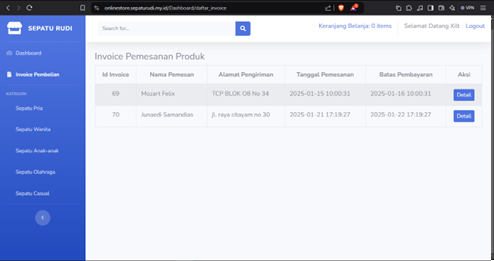 onlinestore.sepaturudi.my.id/Dashboard/daftar_invoice
VPN
SEPATU RUDI
Search for...
Keranjang Belanja: 0 items
Selamat Datang Kilt
Logout
Dashboard
Invoice Pembelian
KATEGORI
Sepatu Pria
Sepatu Wanita
Sepatu Anak-anak
Sepatu Olahraga
Sepatu Casual
Invoice Pemesanan Produk
Id Invoice Nama Pemesan Alamat Pengiriman Tanggal Pemesanan Batas Pembayaran Aksi
69 Mozart Felix TCP BLOK O8 No 34 2025-01-15 10:00:31 2025-01-16 10:00:31 Detail
70 Junaedi Samandias jl. raya citayam no 30 2025-01-21 17:19:27 2025-01-22 17:19:27 Detail